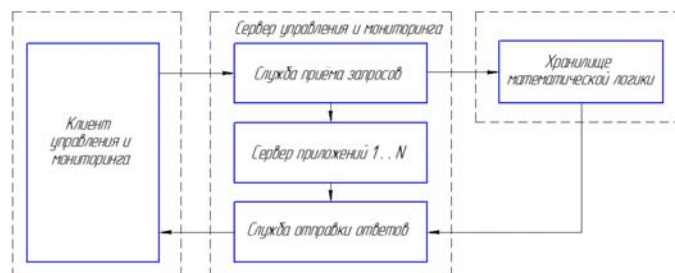 Сервер управления и мониторинга
Клиент
управления и
мониторинга
Служба приёма запросов
Хранилище
математической логики
Сервер приложений 1 . . N
Служба отправки ответов